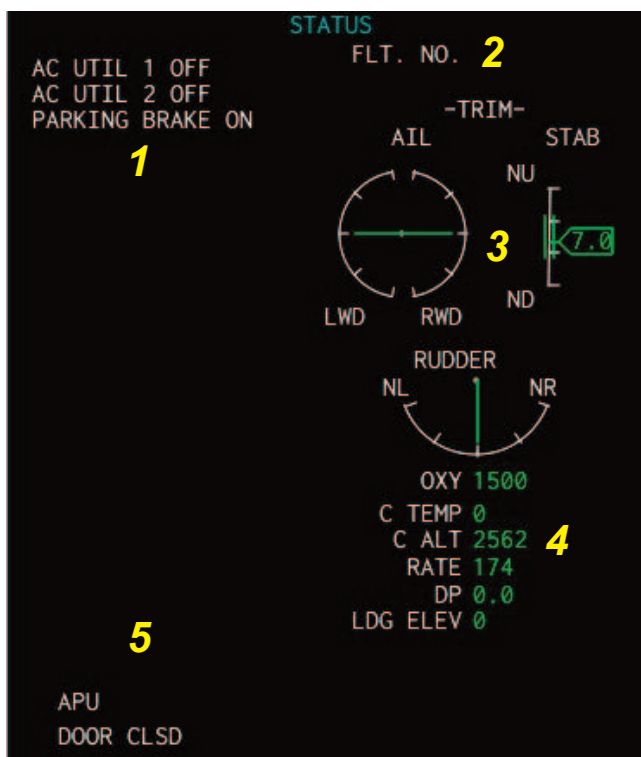 STATUS
FLT. NO. 2
AC UTIL 1 OFF
AC UTIL 2 OFF
PARKING BRAKE ON
1
-TRIM-
AIL STAB
NU
3
7.0
ND
LWD RWD
RUDDER
NL NR
OXY 1500
C TEMP 0
C ALT 2562
4
RATE 174
DP 0.0
LDG ELEV 0
5
APU
DOOR CLSD